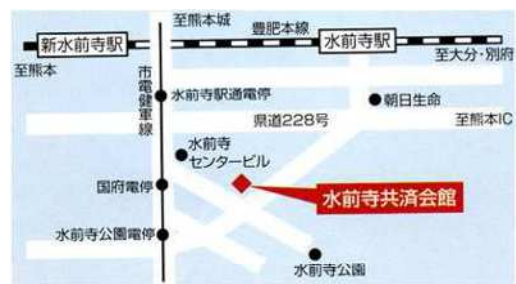 至熊本城
豊肥本線
新水前寺駅
水前寺駅
至熊本
至大分・別府
市電健軍線
水前寺駅通電停
朝日生命
県道228号
至熊本IC
水前寺
センタービル
国府電停
水前寺共済会館
水前寺公園電停
水前寺公園